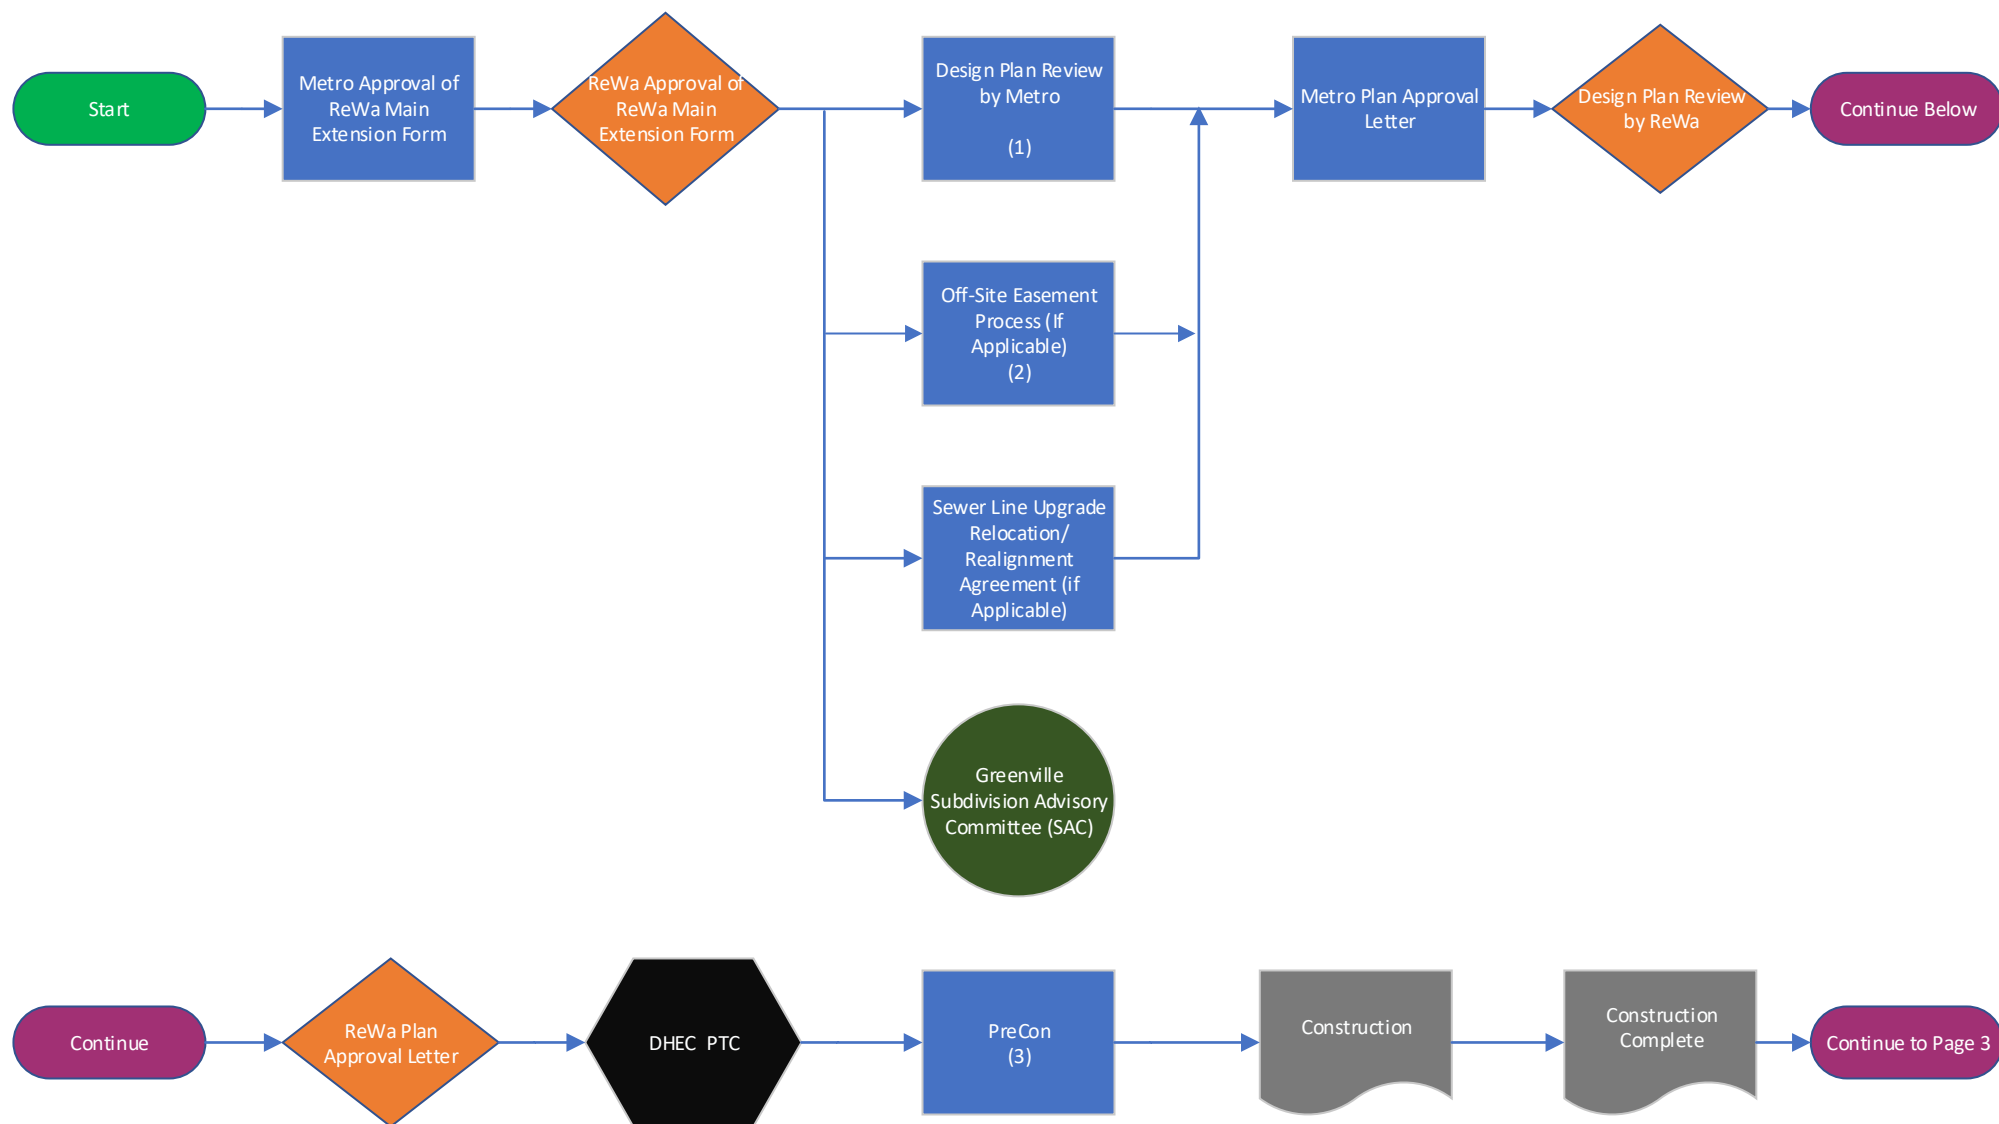 Start
Metro Approval of
ReWa Main
Extension Form
ReWa Approval of
ReWa Main
Extension Form
Design Plan Review
by Metro
(1)
Metro Plan Approval
Letter
Design Plan Review
by ReWa
Continue Below
Off-Site Easement
Process (If
Applicable)
(2)
Sewer Line Upgrade
Relocation/
Realignment
Agreement (if
Applicable)
Greenville
Subdivision Advisory
Committee (SAC)
Continue
ReWa Plan
Approval Letter
DHEC PTC
PreCon
(3)
Construction
Construction
Complete
Continue to Page 3